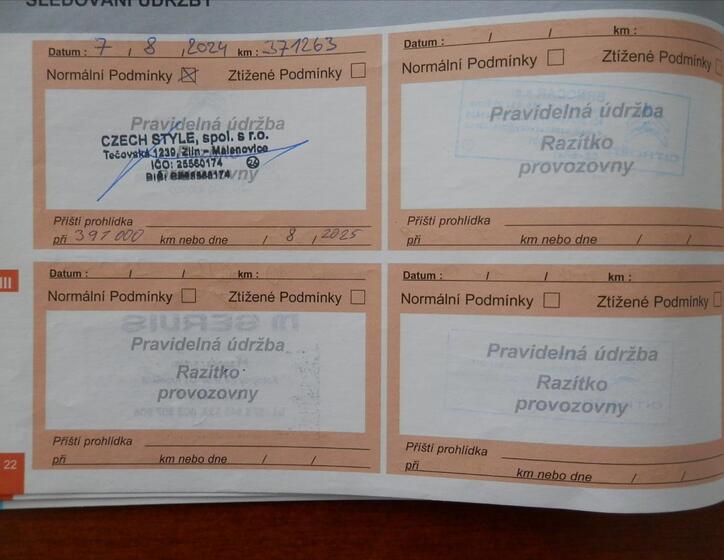 SLEDOVÁNÍ ÚDRŽBY
Datum : 7 , 8 , 2024 km : 371263
Normální Podmínky ☒ Ztížené Podmínky ☐
Pravidelná údržba
CZECH STYLE, spol. s r.o.
Tečovská 1239, Zlín - Malenovice
IČO: 25560174
provozovny
Příští prohlídka
při 391 000 km nebo dne / 8 , 2025
Datum : / / km :
Normální Podmínky ☐ Ztížené Podmínky
Pravidelná údržba
Razítko
provozovny
Příští prohlídka
při km nebo dne / /
III
Datum : / / km :
Normální Podmínky ☐ Ztížené Podmínky ☐
Pravidelná údržba
Razítko
provozovny
Příští prohlídka
při km nebo dne / /
Datum : / / km :
Normální Podmínky ☐ Ztížené Podmínky
Pravidelná údržba
Razítko
provozovny
Příští prohlídka
při km nebo dne / /
22